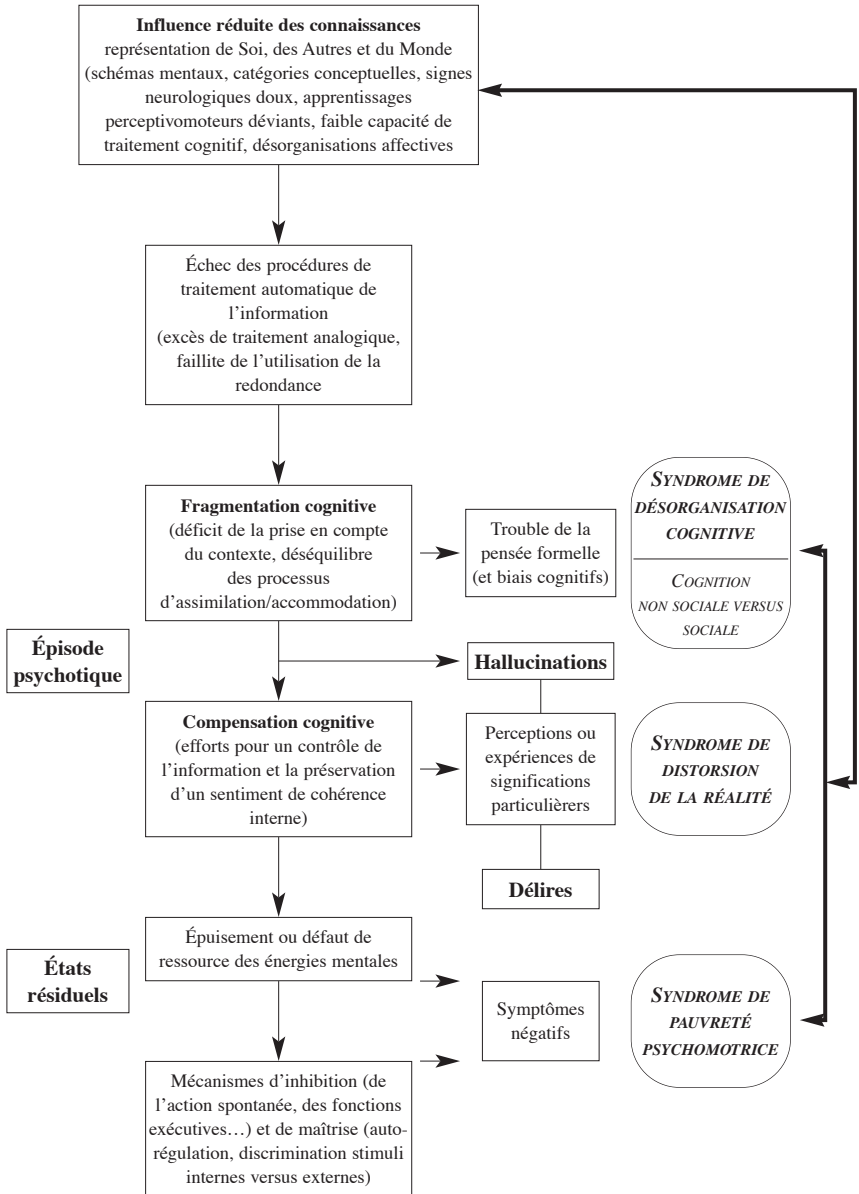 Influence réduite des connaissances
représentation de Soi, des Autres et du Monde
(schémas mentaux, catégories conceptuelles, signes
neurologiques doux, apprentissages
perceptivomoteurs déviants, faible capacité de
traitement cognitif, désorganisations affectives
Échec des procédures de
traitement automatique de
l’information
(excès de traitement analogique,
faillite de l’utilisation de la
redondance
Fragmentation cognitive
(déficit de la prise en compte
du contexte, déséquilibre
des processus
d’assimilation/accommodation)
Trouble de la
pensée formelle
(et biais cognitifs)
SYNDROME DE
DÉSORGANISATION
COGNITIVE
COGNITION
NON SOCIALE VERSUS
SOCIALE
Épisode
psychotique
Hallucinations
Compensation cognitive
(efforts pour un contrôle de
l’information et la préservation
d’un sentiment de cohérence
interne)
Perceptions ou
expériences de
significations
particulièrers
SYNDROME DE
DISTORSION
DE LA RÉALITÉ
Délires
Épuisement ou défaut de
ressource des énergies mentales
États
résiduels
Symptômes
négatifs
SYNDROME DE
PAUVRETÉ
PSYCHOMOTRICE
Mécanismes d’inhibition (de
l’action spontanée, des fonctions
exécutives…) et de maîtrise (auto-
régulation, discrimination stimuli
internes versus externes)